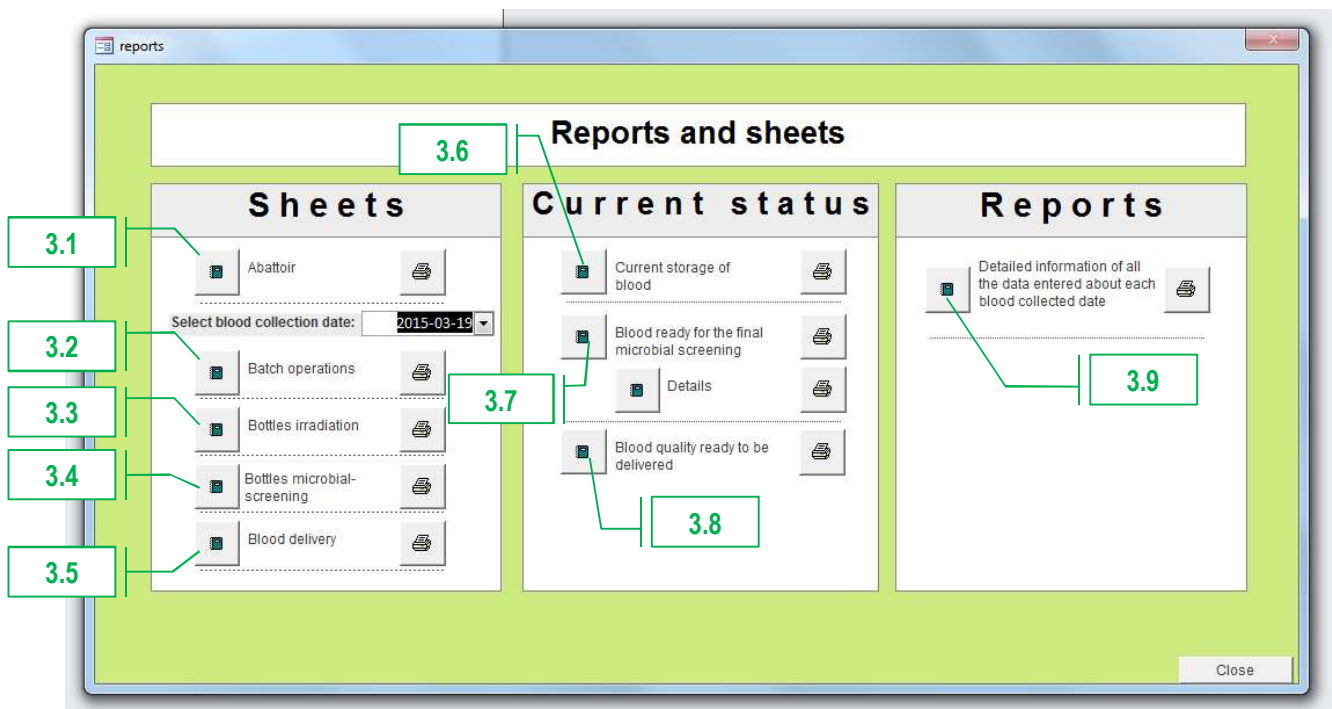 reports
Reports and sheets
3.6
Sheets
3.1
Abattoir
Select blood collection date: 2015-03-19
3.2
Batch operations
3.3
Bottles irradiation
3.4
Bottles microbial-
screening
3.5
Blood delivery
Current status
Current storage of
blood
Blood ready for the final
microbial screening
3.7
Details
Blood quality ready to be
delivered
3.8
Reports
Detailed information of all
the data entered about each
blood collected date
3.9
Close